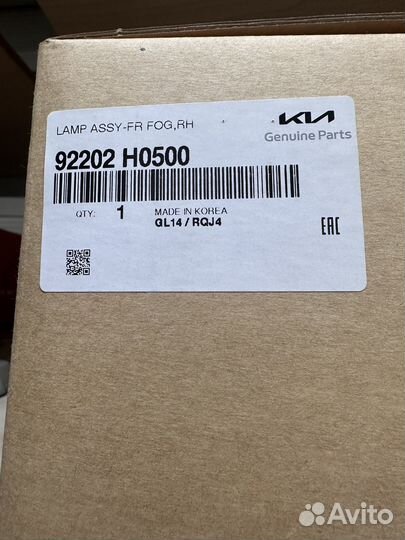 LAMP ASSY-FR FOG,RH
KIA
Genuine Parts
92202 H0500
QTY: 1
MADE IN KOREA
GL14 / RQJ4
EAC
Avito